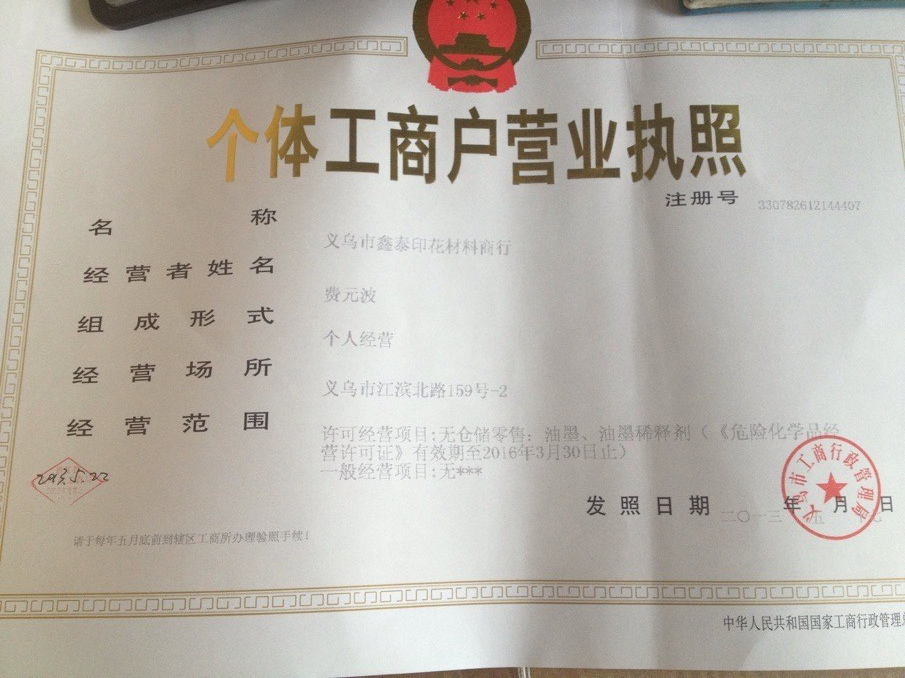 个体工商户营业执照
注册号 330782612144407
名称 义乌市鑫泰印花材料商行
经营者姓名 费元波
组成形式 个人经营
经营场所 义乌市江滨北路159号-2
经营范围 许可经营项目:无仓储零售：油墨、油墨稀释剂（《危险化学品经
营许可证》有效期至2016年3月30日止）
一般经营项目:无***
发照日期 二〇一三年五月 日
义乌市工商行政管理局
请于每年五月底前到辖区工商所办理验照手续！
中华人民共和国国家工商行政管理